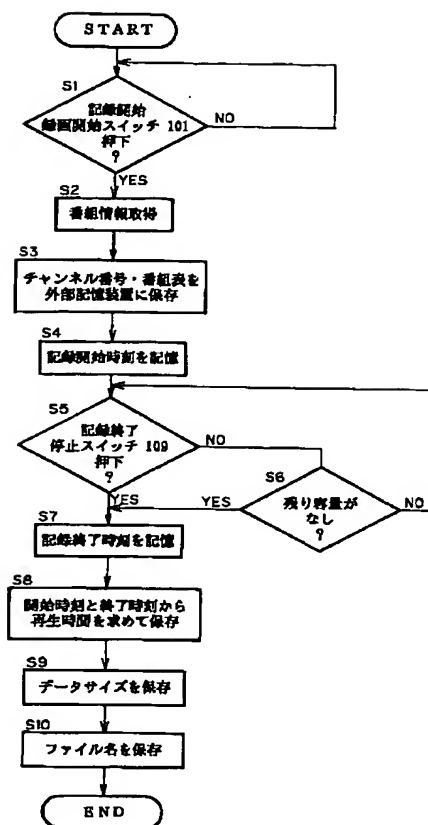 START
S1
記録開始
録画開始スイッチ 101
押下
?
NO
YES
S2
番組情報取得
S3
チャンネル番号・番組表を
外部記憶装置に保存
S4
記録開始時刻を記憶
S5
記録終了
停止スイッチ 109
押下
?
NO
YES
S6
残り容量が
なし
?
YES
NO
S7
記録終了時刻を記憶
S8
開始時刻と終了時刻から
再生時間を求めて保存
S9
データサイズを保存
S10
ファイル名を保存
END